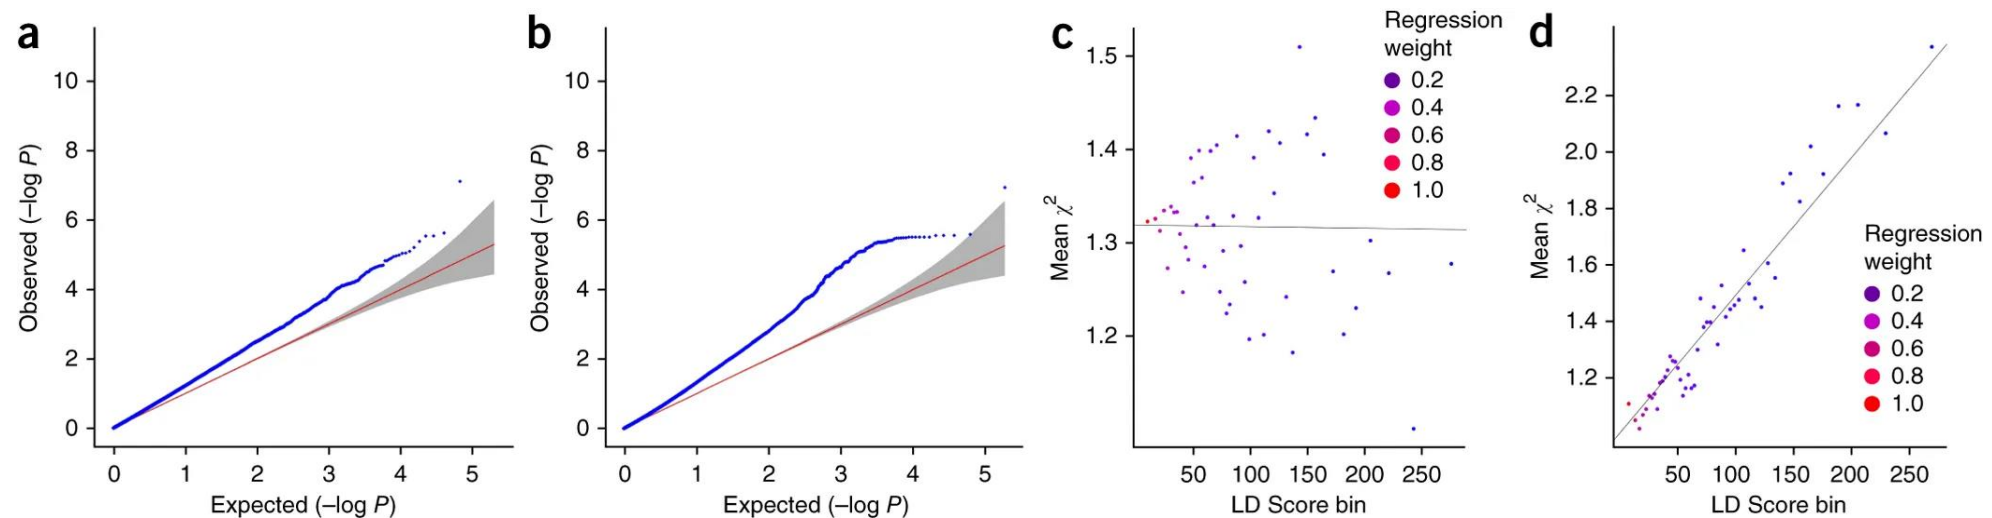 a
Observed (–log P)
10
8
6
4
2
0
0 1 2 3 4 5
Expected (–log P)
b
Observed (–log P)
10
8
6
4
2
0
0 1 2 3 4 5
Expected (–log P)
c
Mean χ²
1.5
1.4
1.3
1.2
50 100 150 200 250
LD Score bin
Regression
weight
0.2
0.4
0.6
0.8
1.0
d
Mean χ²
2.2
2.0
1.8
1.6
1.4
1.2
50 100 150 200 250
LD Score bin
Regression
weight
0.2
0.4
0.6
0.8
1.0